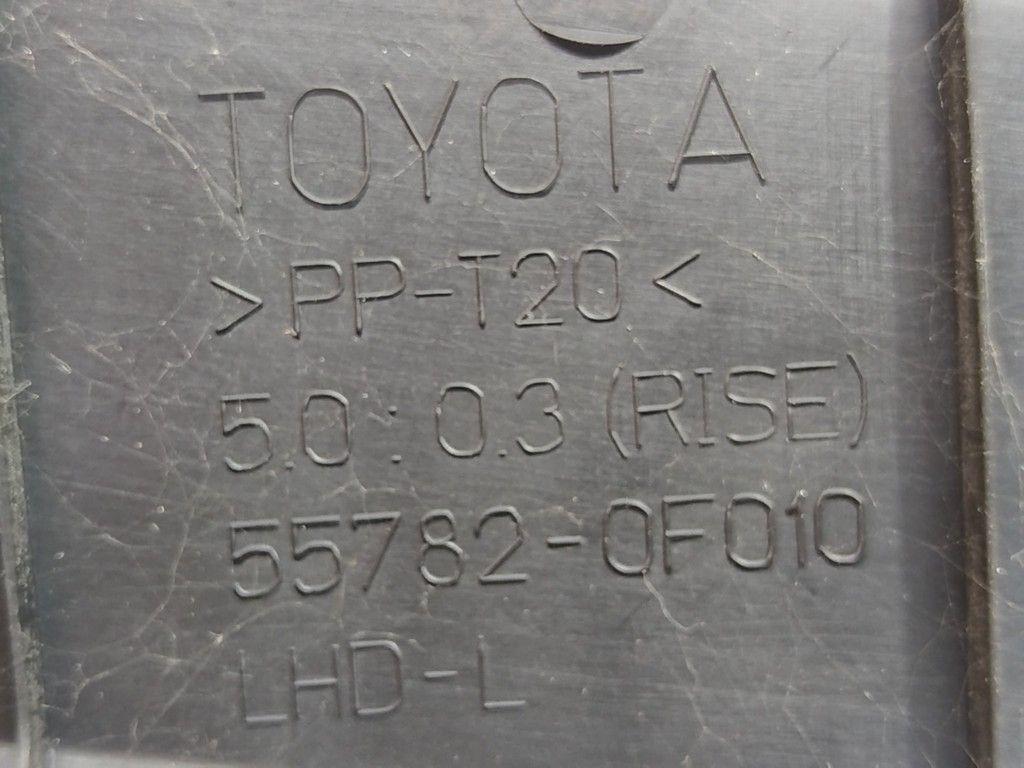 TOYOTA
>PP-T20<
5.0:0.3(RISE)
55782-0F010
LHD-L